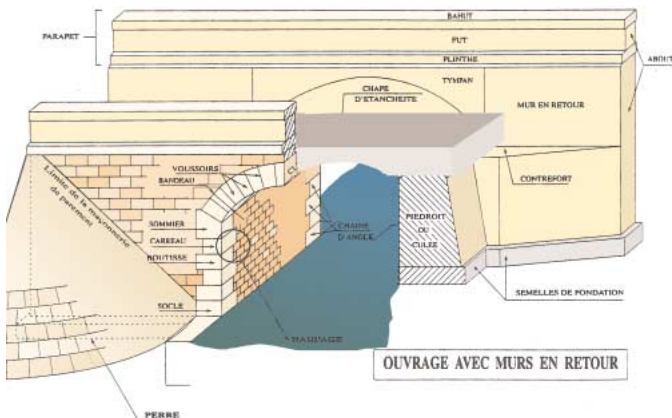 BAHUT
PARAPET
FUT
PLINTHE
ABOUT
TYMPAN
CHAPE
D'ETANCHEITE
MUR EN RETOUR
VOUSSOIRS
BANDEAU
CONTREFORT
Limite de la maçonnerie
de parement
SOMMIER
CARREAU
BOUTISSE
CHAINE
D'ANGLE
PIEDROIT
OU
CULEE
SOCLE
SEMELLES DE FONDATION
OUVRAGE AVEC MURS EN RETOUR
PERRE